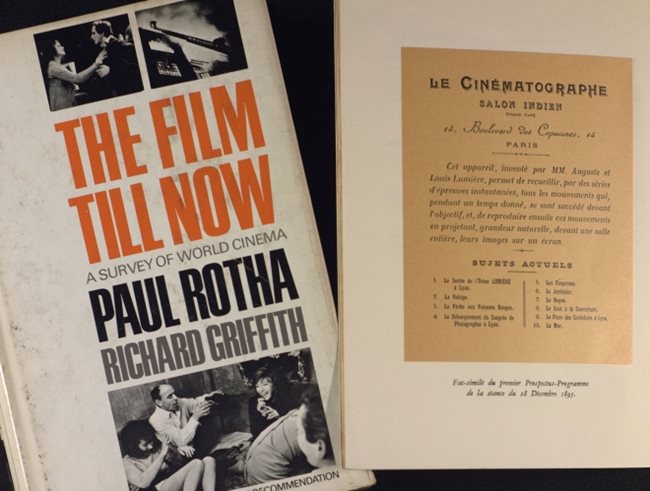 THE FILM
TILL NOW
A SURVEY OF WORLD CINEMA
PAUL ROTHA
RICHARD GRIFFITH
RECOMMENDATION
LE CINÉMATOGRAPHE
SALON INDIEN
GRAND CAFÉ
14, Boulevard des Capucines, 14
PARIS
Cet appareil, inventé par MM. Auguste et
Louis Lumière, permet de recueillir, par des séries
d'épreuves instantanées, tous les mouvements qui,
pendant un temps donné, se sont succédé devant
l'objectif, et, de reproduire ensuite ces mouvements
en projetant, grandeur naturelle, devant une salle
entière, leurs images sur un écran.
SUJETS ACTUELS
1. La Sortie de l'Usine LUMIÈRE
à Lyon.
2. La Voltige.
3. La Pêche aux Poissons Rouges.
4. Le Débarquement du Congrès de
Photographie à Lyon.
5. Les Forgerons.
6. Le Jardinier.
7. Le Repas.
8. Le Saut à la Couverture.
9. La Place des Cordeliers à Lyon.
10. La Mer.
Fac-similé du premier Prospectus-Programme
de la séance du 28 Décembre 1895.